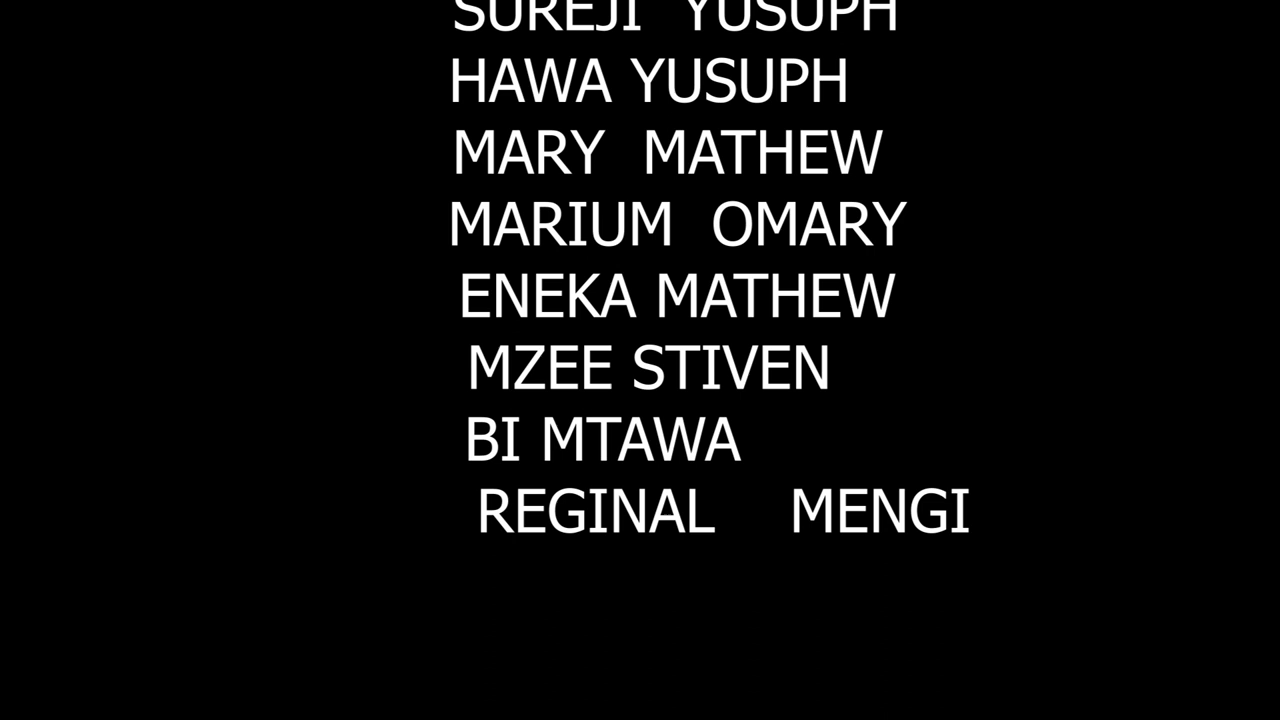 SUREJI YUSUPH
HAWA YUSUPH
MARY MATHEW
MARIUM OMARY
ENEKA MATHEW
MZEE STIVEN
BI MTAWA
REGINAL MENGI